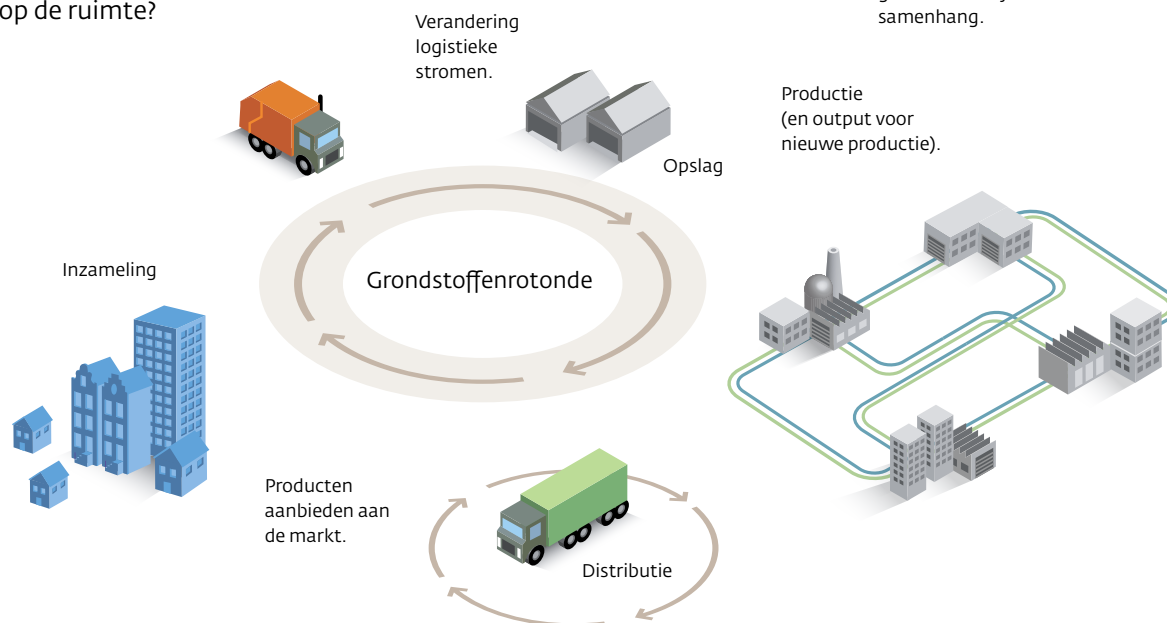 op de ruimte?
samenhang.
Verandering
logistieke
stromen.
Productie
(en output voor
nieuwe productie).
Opslag
Inzameling
Grondstoffenrotonde
Producten
aanbieden aan
de markt.
Distributie